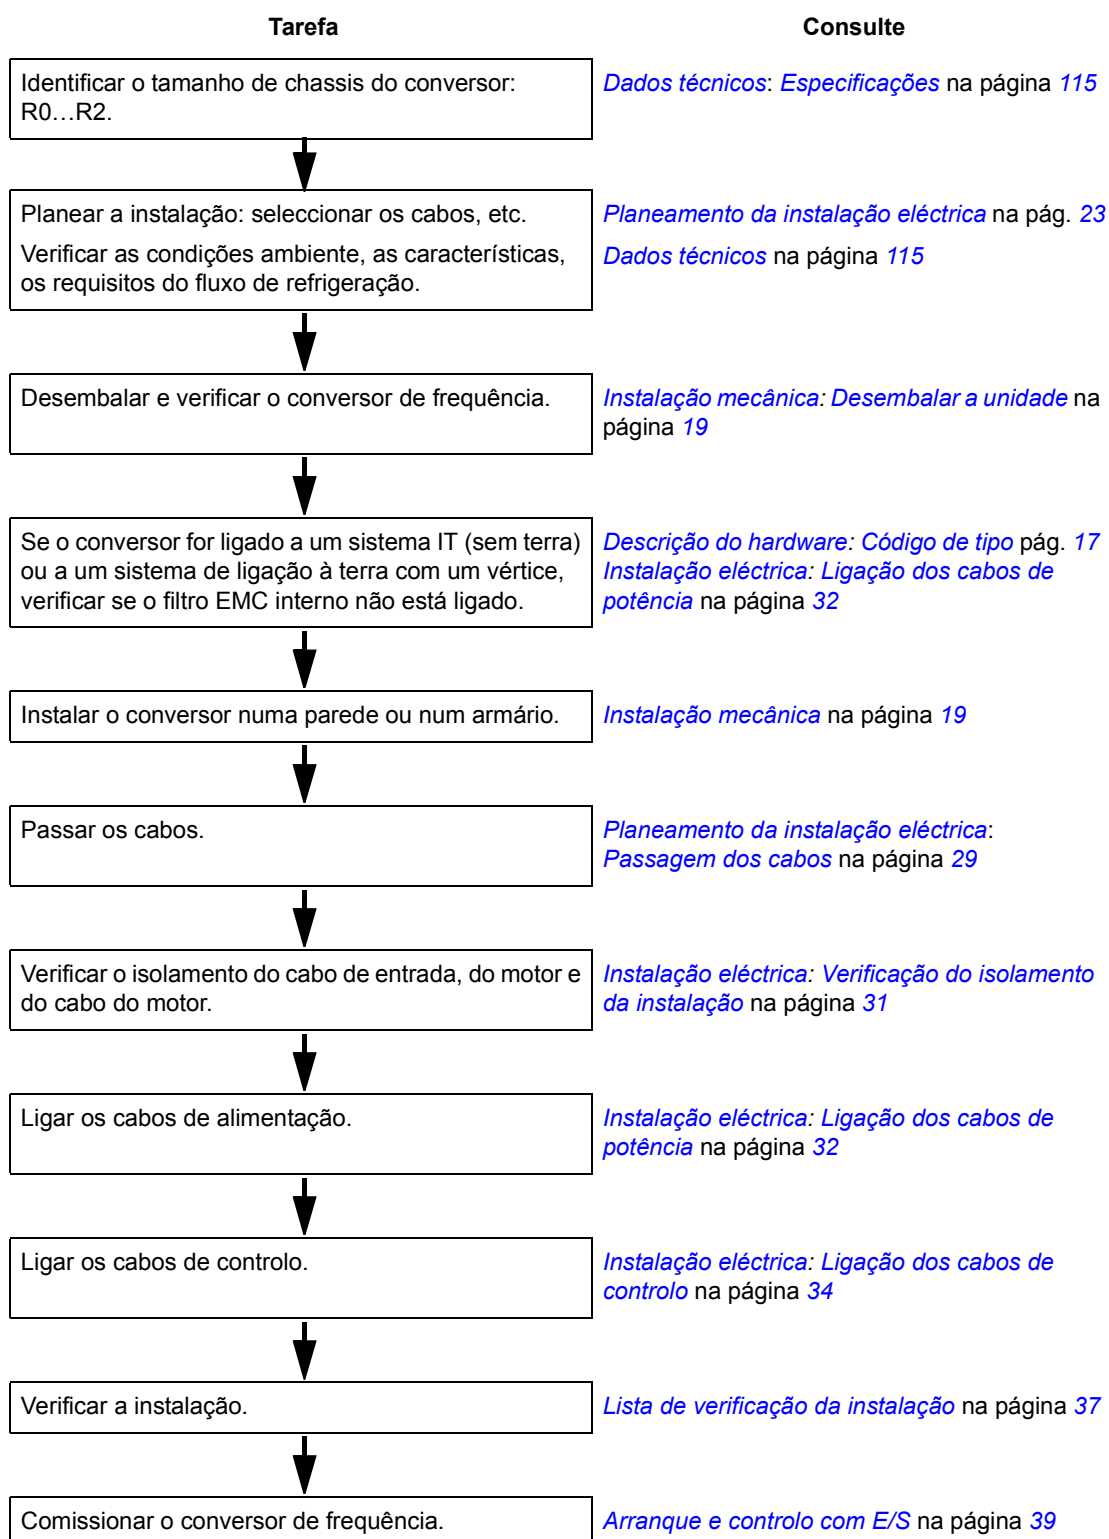 Tarefa
Consulte
Identificar o tamanho de chassis do conversor:
R0…R2.
Dados técnicos: Especificações na página 115
Planear a instalação: seleccionar os cabos, etc.
Verificar as condições ambiente, as características,
os requisitos do fluxo de refrigeração.
Planeamento da instalação eléctrica na pág. 23
Dados técnicos na página 115
Desembalar e verificar o conversor de frequência.
Instalação mecânica: Desembalar a unidade na
página 19
Se o conversor for ligado a um sistema IT (sem terra)
ou a um sistema de ligação à terra com um vértice,
verificar se o filtro EMC interno não está ligado.
Descrição do hardware: Código de tipo pág. 17
Instalação eléctrica: Ligação dos cabos de
potência na página 32
Instalar o conversor numa parede ou num armário.
Instalação mecânica na página 19
Passar os cabos.
Planeamento da instalação eléctrica:
Passagem dos cabos na página 29
Verificar o isolamento do cabo de entrada, do motor e
do cabo do motor.
Instalação eléctrica: Verificação do isolamento
da instalação na página 31
Ligar os cabos de alimentação.
Instalação eléctrica: Ligação dos cabos de
potência na página 32
Ligar os cabos de controlo.
Instalação eléctrica: Ligação dos cabos de
controlo na página 34
Verificar a instalação.
Lista de verificação da instalação na página 37
Comissionar o conversor de frequência.
Arranque e controlo com E/S na página 39